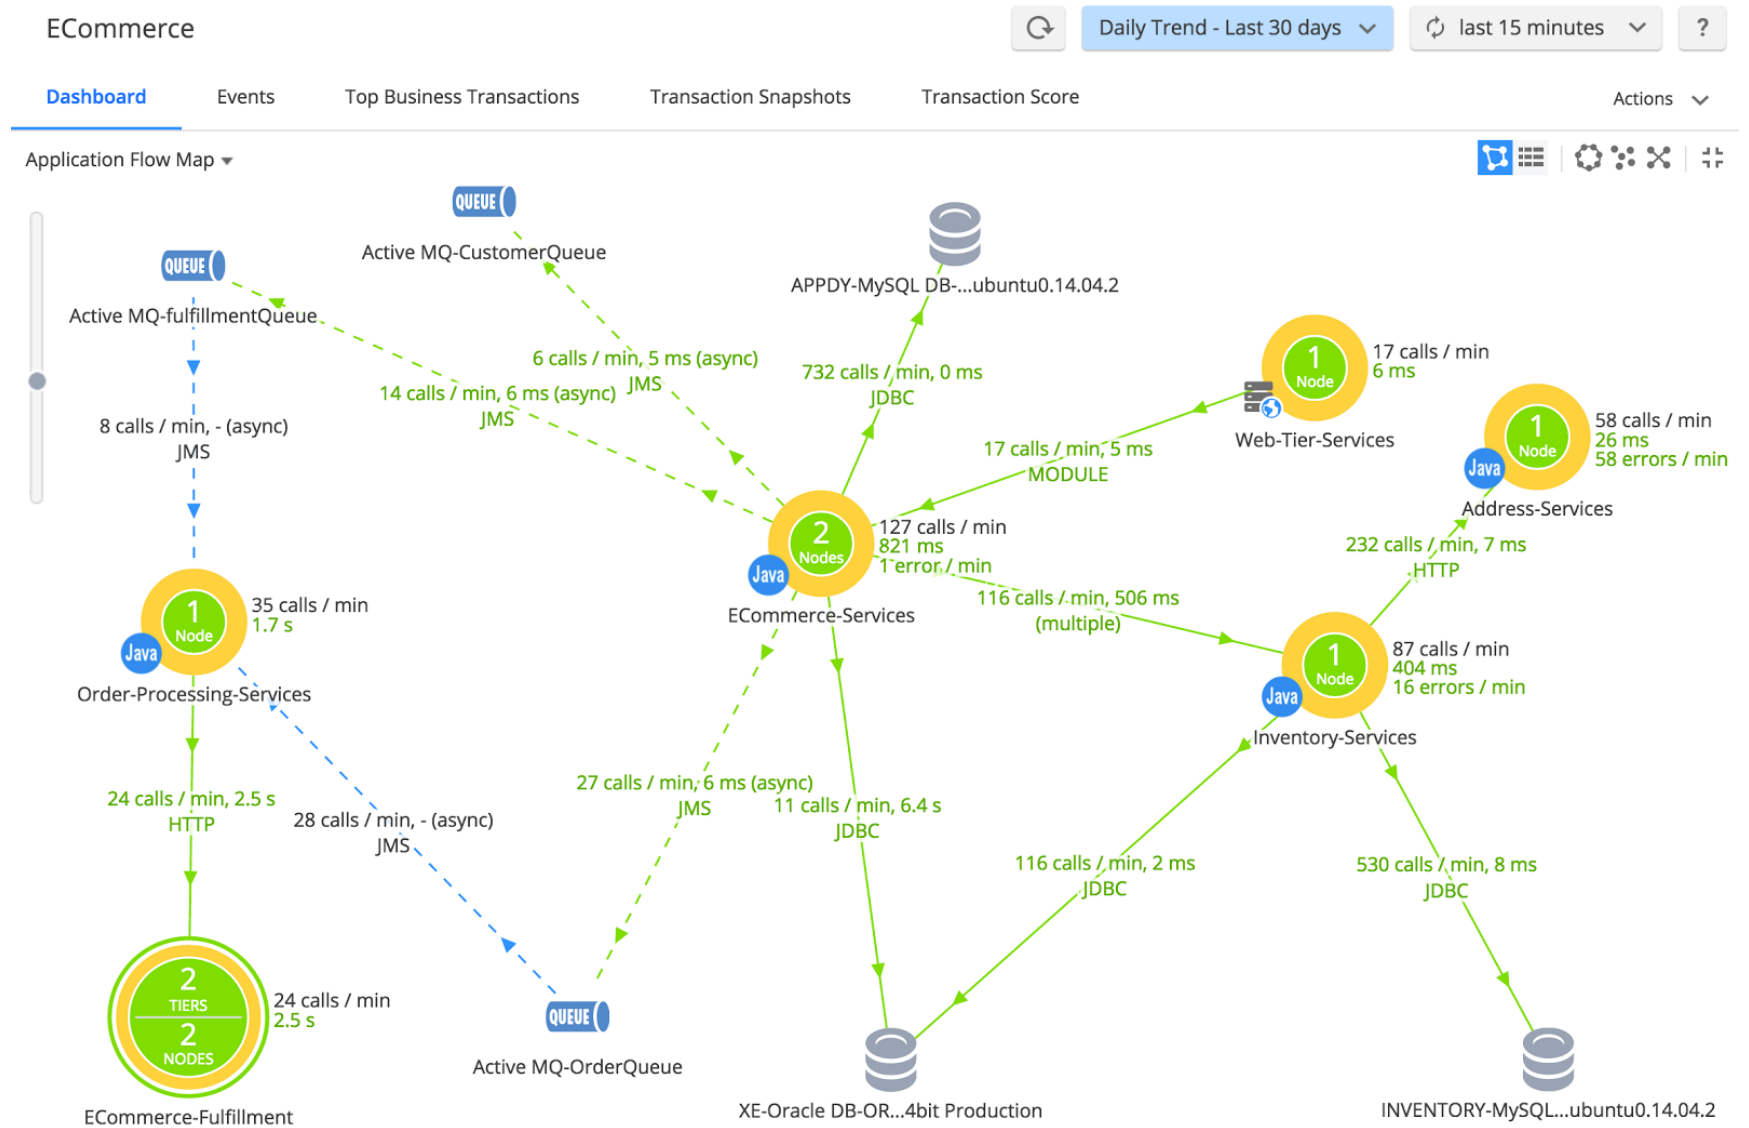 ECommerce
Daily Trend - Last 30 days
last 15 minutes
?
Dashboard
Events
Top Business Transactions
Transaction Snapshots
Transaction Score
Actions
Application Flow Map
QUEUE
Active MQ-CustomerQueue
QUEUE
Active MQ-fulfillmentQueue
APPDY-MySQL DB-...ubuntu0.14.04.2
6 calls / min, 5 ms (async)
JMS
14 calls / min, 6 ms (async)
JMS
732 calls / min, 0 ms
JDBC
1
Node
17 calls / min
6 ms
Web-Tier-Services
17 calls / min, 5 ms
MODULE
1
Node
Java
58 calls / min
26 ms
58 errors / min
Address-Services
8 calls / min, - (async)
JMS
2
Nodes
Java
127 calls / min
821 ms
1 error / min
ECommerce-Services
232 calls / min, 7 ms
HTTP
116 calls / min, 506 ms
(multiple)
1
Node
Java
35 calls / min
1.7 s
Order-Processing-Services
1
Node
Java
87 calls / min
404 ms
16 errors / min
Inventory-Services
24 calls / min, 2.5 s
HTTP
28 calls / min, - (async)
JMS
27 calls / min, 6 ms (async)
JMS
11 calls / min, 6.4 s
JDBC
116 calls / min, 2 ms
JDBC
530 calls / min, 8 ms
JDBC
2
TIERS
2
NODES
24 calls / min
2.5 s
ECommerce-Fulfillment
QUEUE
Active MQ-OrderQueue
XE-Oracle DB-OR...4bit Production
INVENTORY-MySQL...ubuntu0.14.04.2